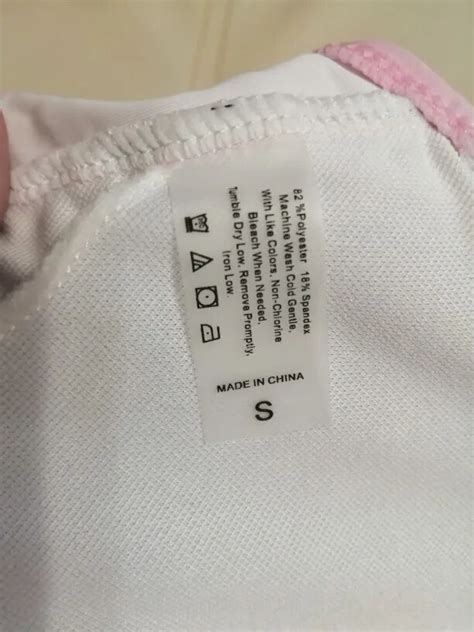 82 %Polyester 18% Spandex
Machine Wash Cold Gentle,
With Like Colors. Non-Chlorine
Bleach When Needed.
Tumble Dry Low. Remove Promptly,
Iron Low.
MADE IN CHINA
S